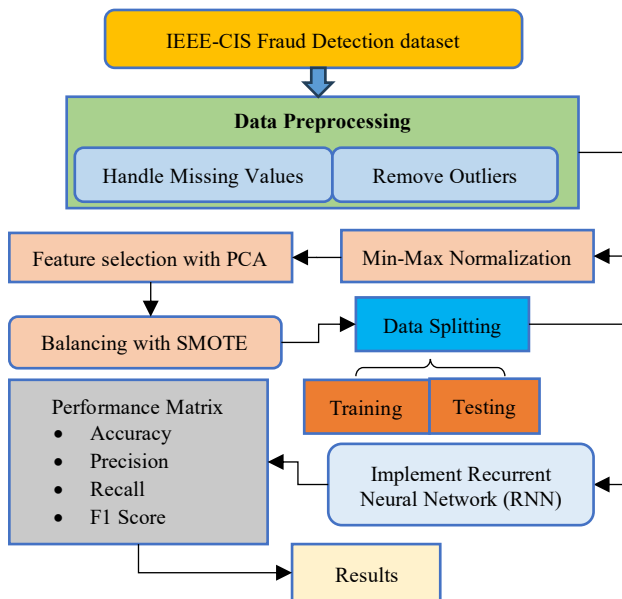 IEEE-CIS Fraud Detection dataset
Data Preprocessing
Handle Missing Values
Remove Outliers
Min-Max Normalization
Feature selection with PCA
Balancing with SMOTE
Data Splitting
Training
Testing
Implement Recurrent
Neural Network (RNN)
Performance Matrix
• Accuracy
• Precision
• Recall
• F1 Score
Results